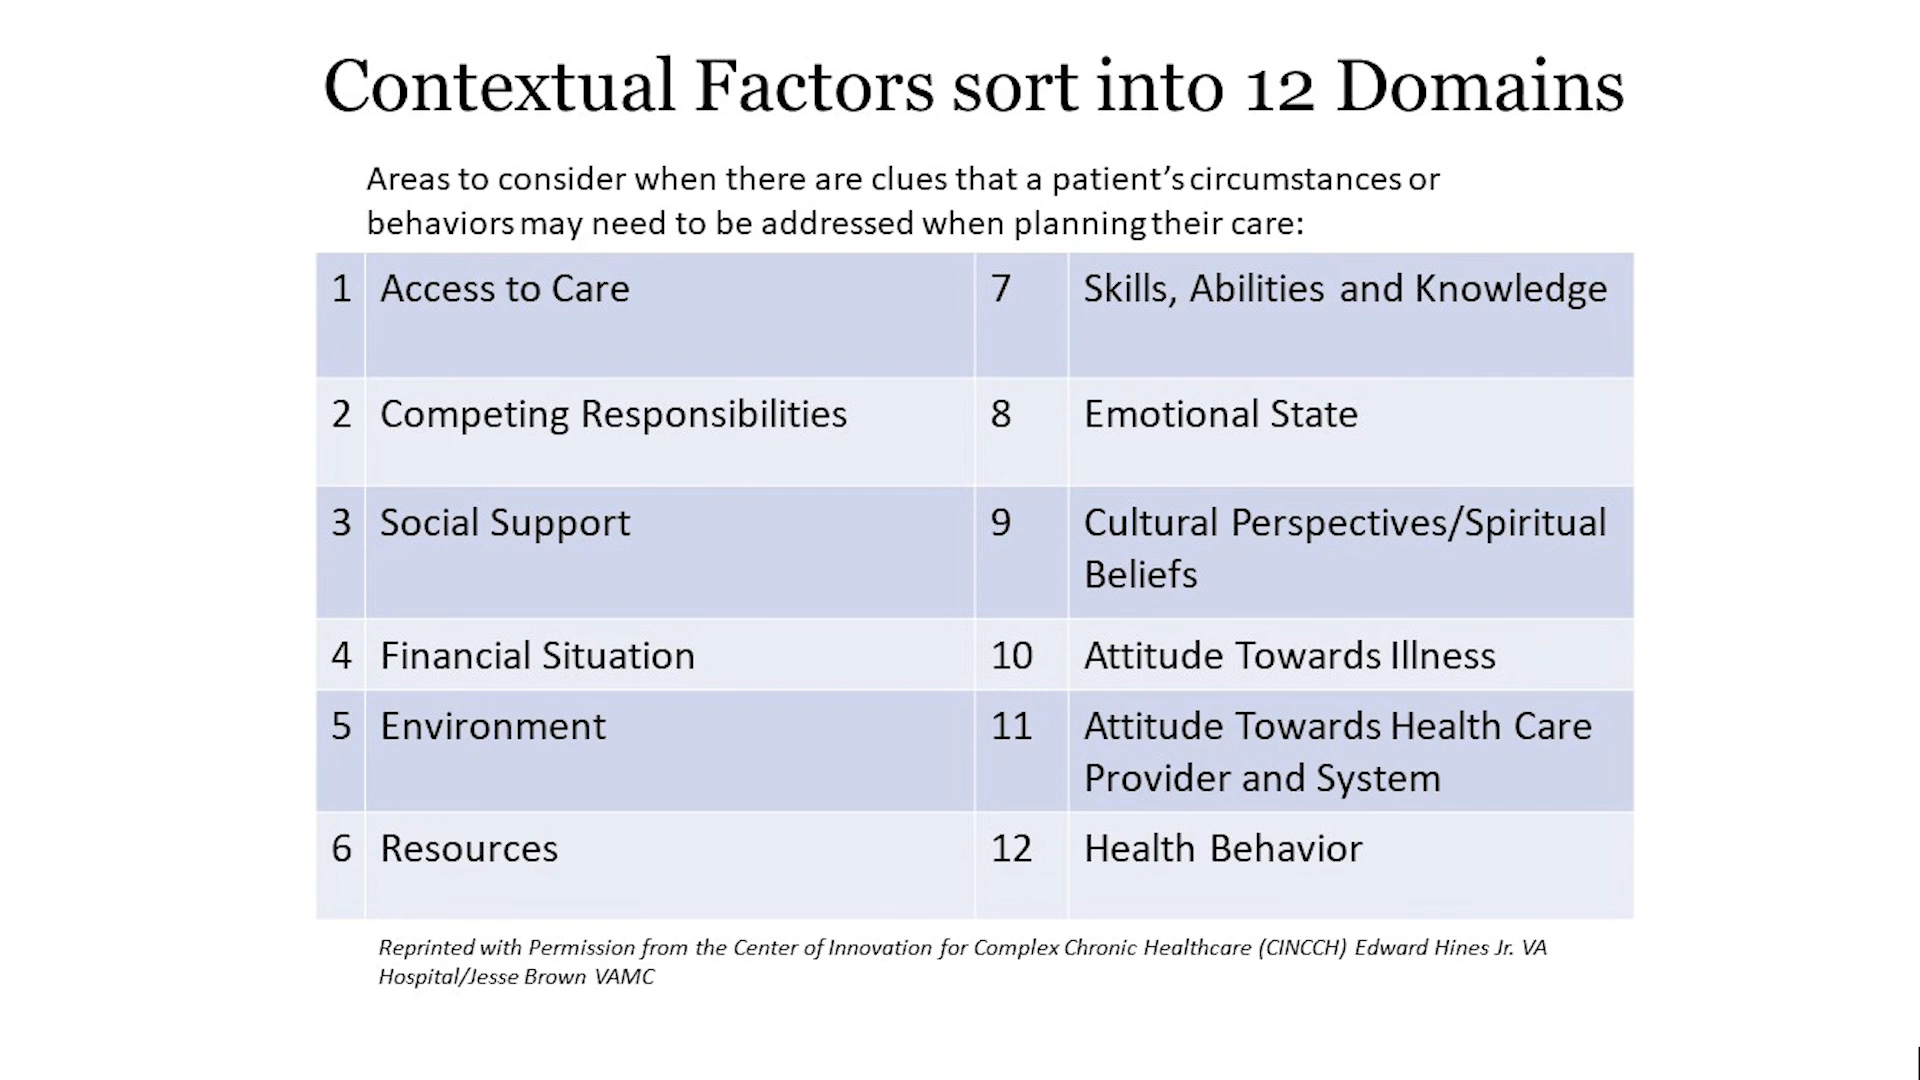 Contextual Factors sort into 12 Domains
Areas to consider when there are clues that a patient's circumstances or
behaviors may need to be addressed when planning their care:
1 Access to Care
7 Skills, Abilities and Knowledge
2 Competing Responsibilities
8 Emotional State
3 Social Support
9 Cultural Perspectives/Spiritual
Beliefs
4 Financial Situation
10 Attitude Towards Illness
5 Environment
11 Attitude Towards Health Care
Provider and System
6 Resources
12 Health Behavior
Reprinted with Permission from the Center of Innovation for Complex Chronic Healthcare (CINCCH) Edward Hines Jr. VA
Hospital/Jesse Brown VAMC